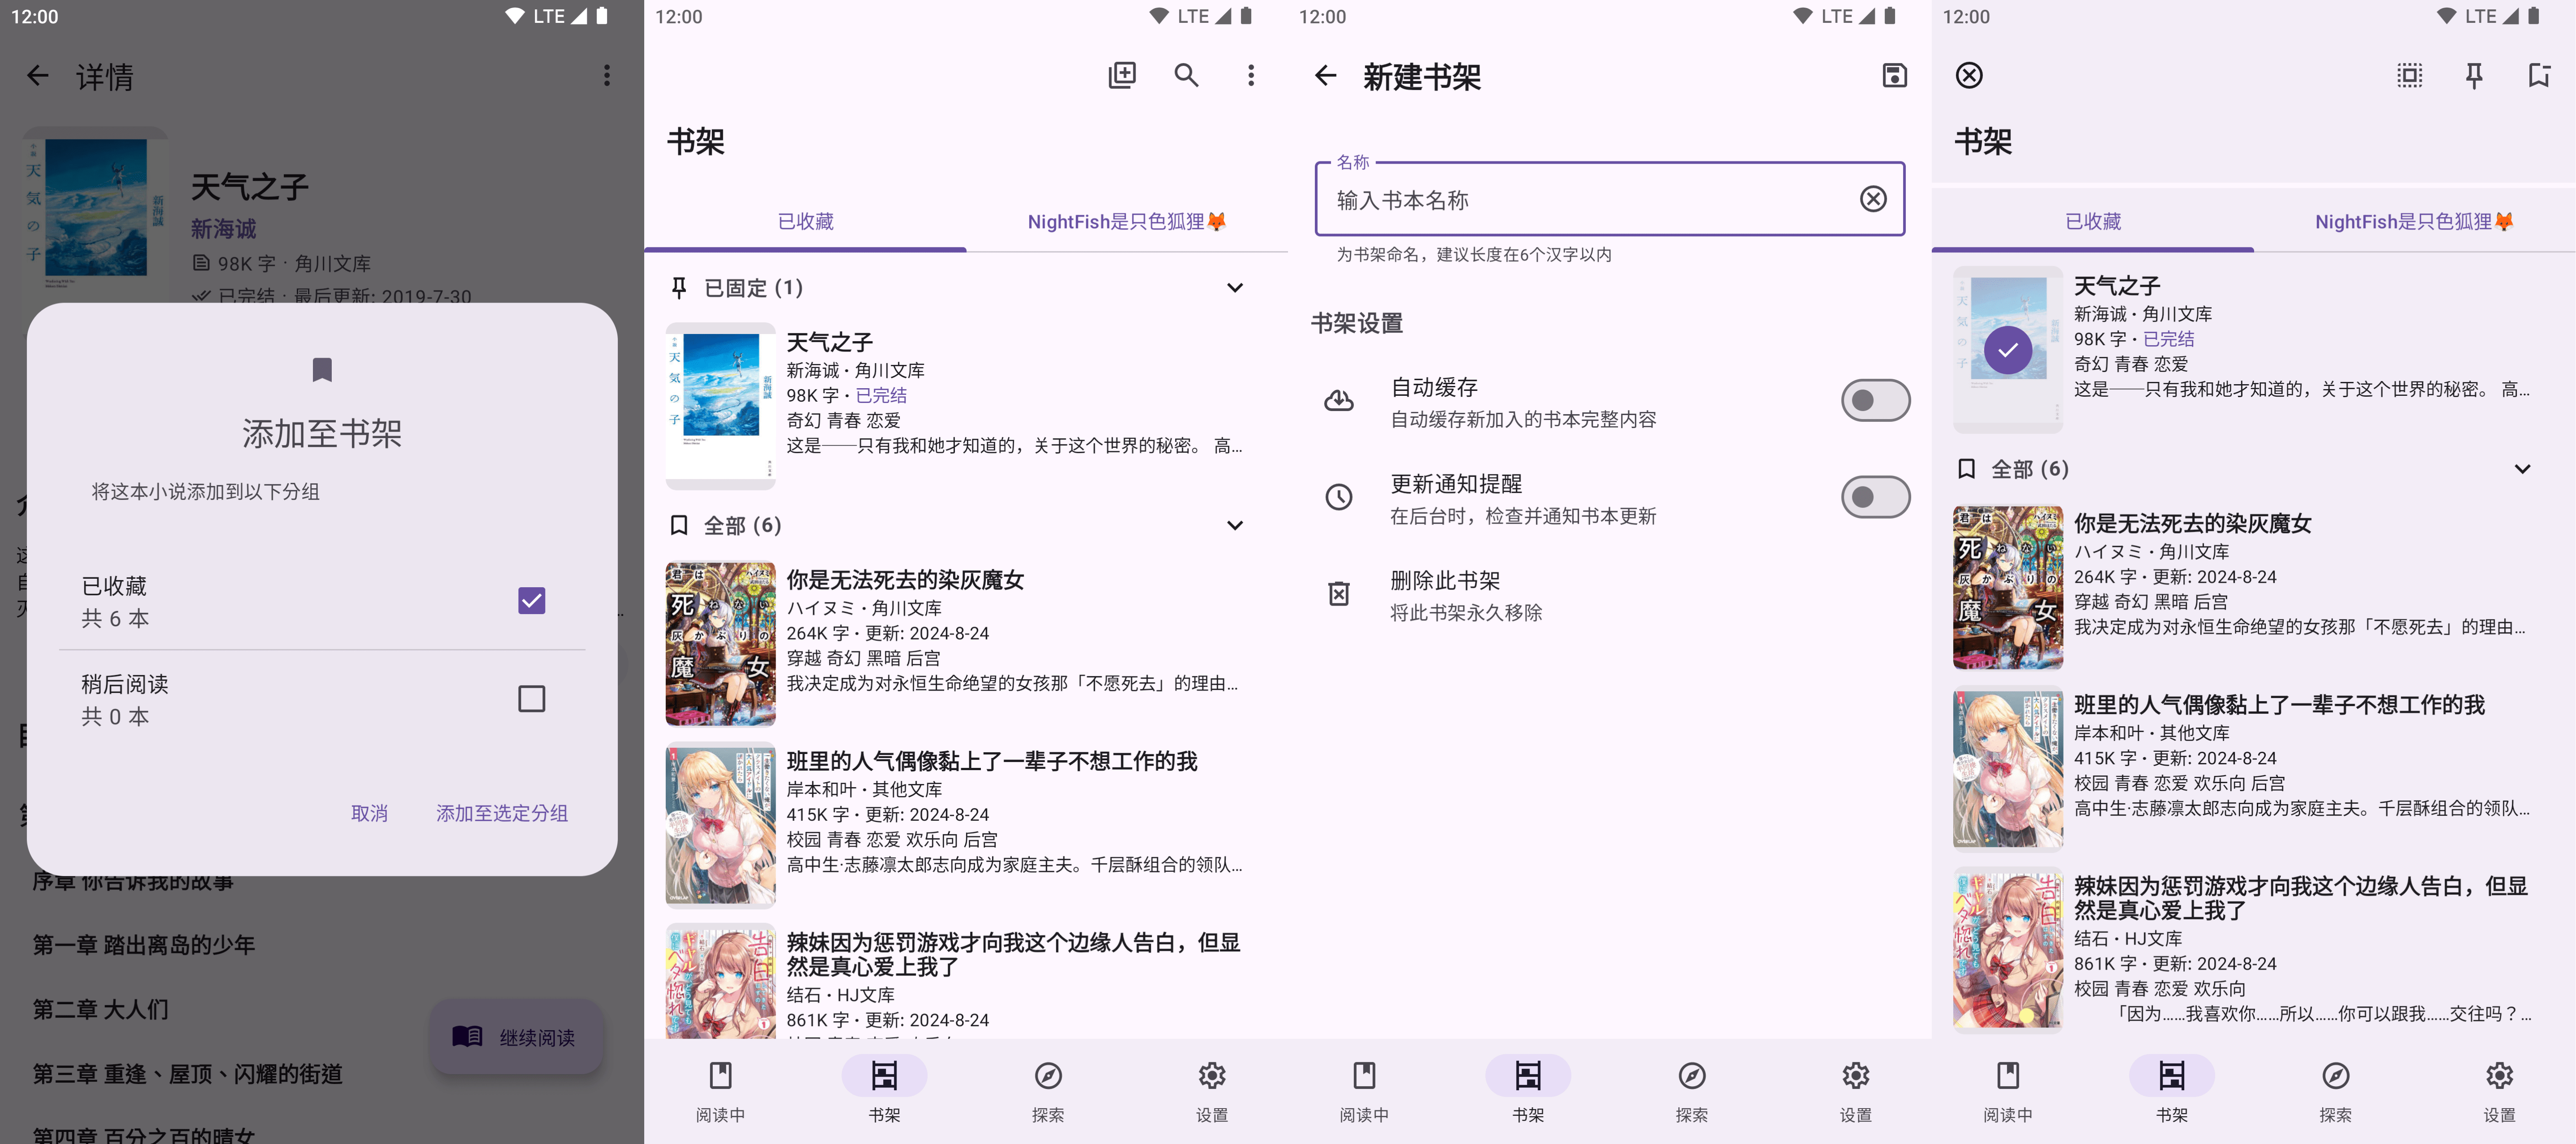 12:00
LTE
详情
天气之子
新海诚
98K 字 · 角川文库
已完结 · 最后更新: 2019-7-30
添加至书架
将这本小说添加到以下分组
已收藏
共 6 本
稍后阅读
共 0 本
取消
添加至选定分组
序章 你告诉我的故事
第一章 踏出离岛的少年
第二章 大人们
第三章 重逢、屋顶、闪耀的街道
第四章 百分之百的晴女
继续阅读
12:00
LTE
书架
已收藏
NightFish是只色狐狸🦊
已固定 (1)
天气之子
新海诚 · 角川文库
98K 字 · 已完结
奇幻 青春 恋爱
这是——只有我和她才知道的，关于这个世界的秘密。 高...
全部 (6)
你是无法死去的染灰魔女
ハイヌミ · 角川文库
264K 字 · 更新: 2024-8-24
穿越 奇幻 黑暗 后宫
我决定成为对永恒生命绝望的女孩那「不愿死去」的理由...
班里的人气偶像黏上了一辈子不想工作的我
岸本和叶 · 其他文库
415K 字 · 更新: 2024-8-24
校园 青春 恋爱 欢乐向 后宫
高中生·志藤凛太郎志向成为家庭主夫。千层酥组合的领队...
辣妹因为惩罚游戏才向我这个边缘人告白，但显
然是真心爱上我了
结石 · HJ文库
861K 字 · 更新: 2024-8-24
阅读中
书架
探索
设置
12:00
LTE
新建书架
名称
输入书本名称
为书架命名，建议长度在6个汉字以内
书架设置
自动缓存
自动缓存新加入的书本完整内容
更新通知提醒
在后台时，检查并通知书本更新
删除此书架
将此书架永久移除
阅读中
书架
探索
设置
12:00
LTE
书架
已收藏
NightFish是只色狐狸🦊
天气之子
新海诚 · 角川文库
98K 字 · 已完结
奇幻 青春 恋爱
这是——只有我和她才知道的，关于这个世界的秘密。 高...
全部 (6)
你是无法死去的染灰魔女
ハイヌミ · 角川文库
264K 字 · 更新: 2024-8-24
穿越 奇幻 黑暗 后宫
我决定成为对永恒生命绝望的女孩那「不愿死去」的理由...
班里的人气偶像黏上了一辈子不想工作的我
岸本和叶 · 其他文库
415K 字 · 更新: 2024-8-24
校园 青春 恋爱 欢乐向 后宫
高中生·志藤凛太郎志向成为家庭主夫。千层酥组合的领队...
辣妹因为惩罚游戏才向我这个边缘人告白，但显
然是真心爱上我了
结石 · HJ文库
861K 字 · 更新: 2024-8-24
校园 青春 恋爱 欢乐向
「因为......我喜欢你......所以......你可以跟我......交往吗？...
阅读中
书架
探索
设置